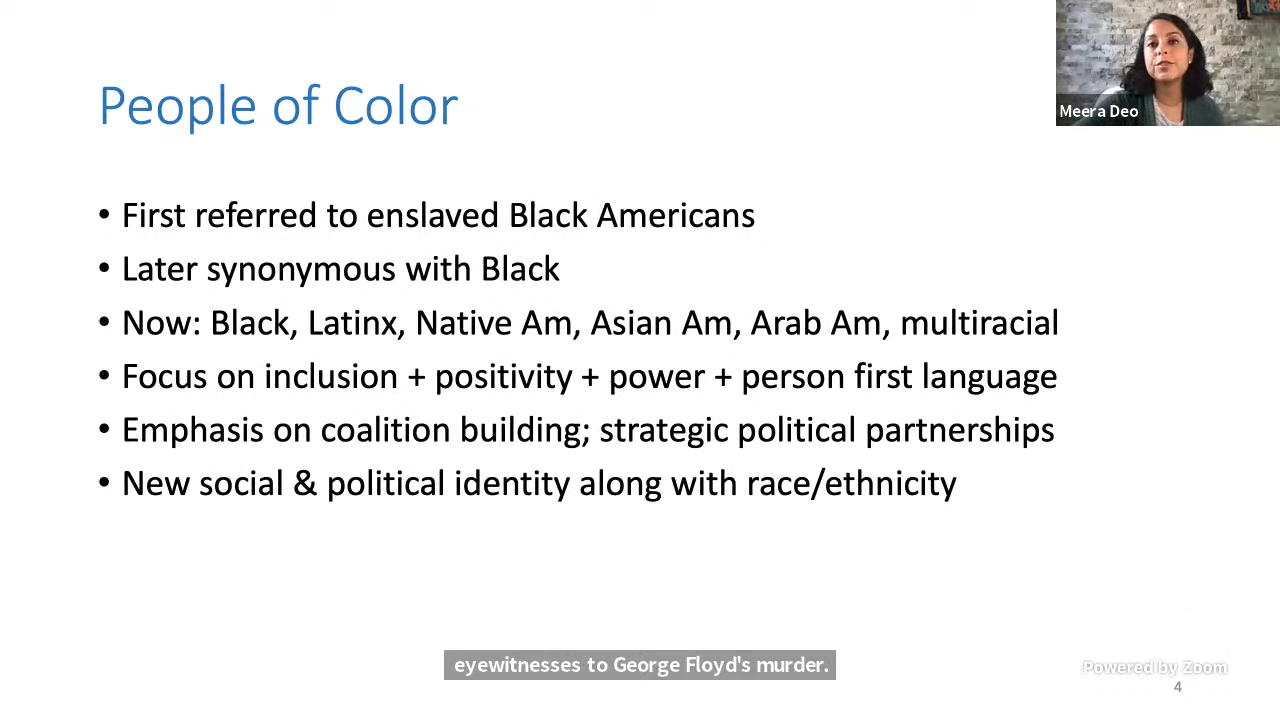 People of Color
Meera Deo
• First referred to enslaved Black Americans
• Later synonymous with Black
• Now: Black, Latinx, Native Am, Asian Am, Arab Am, multiracial
• Focus on inclusion + positivity + power + person first language
• Emphasis on coalition building; strategic political partnerships
• New social & political identity along with race/ethnicity
eyewitnesses to George Floyd's murder.
Powered by Zoom
4